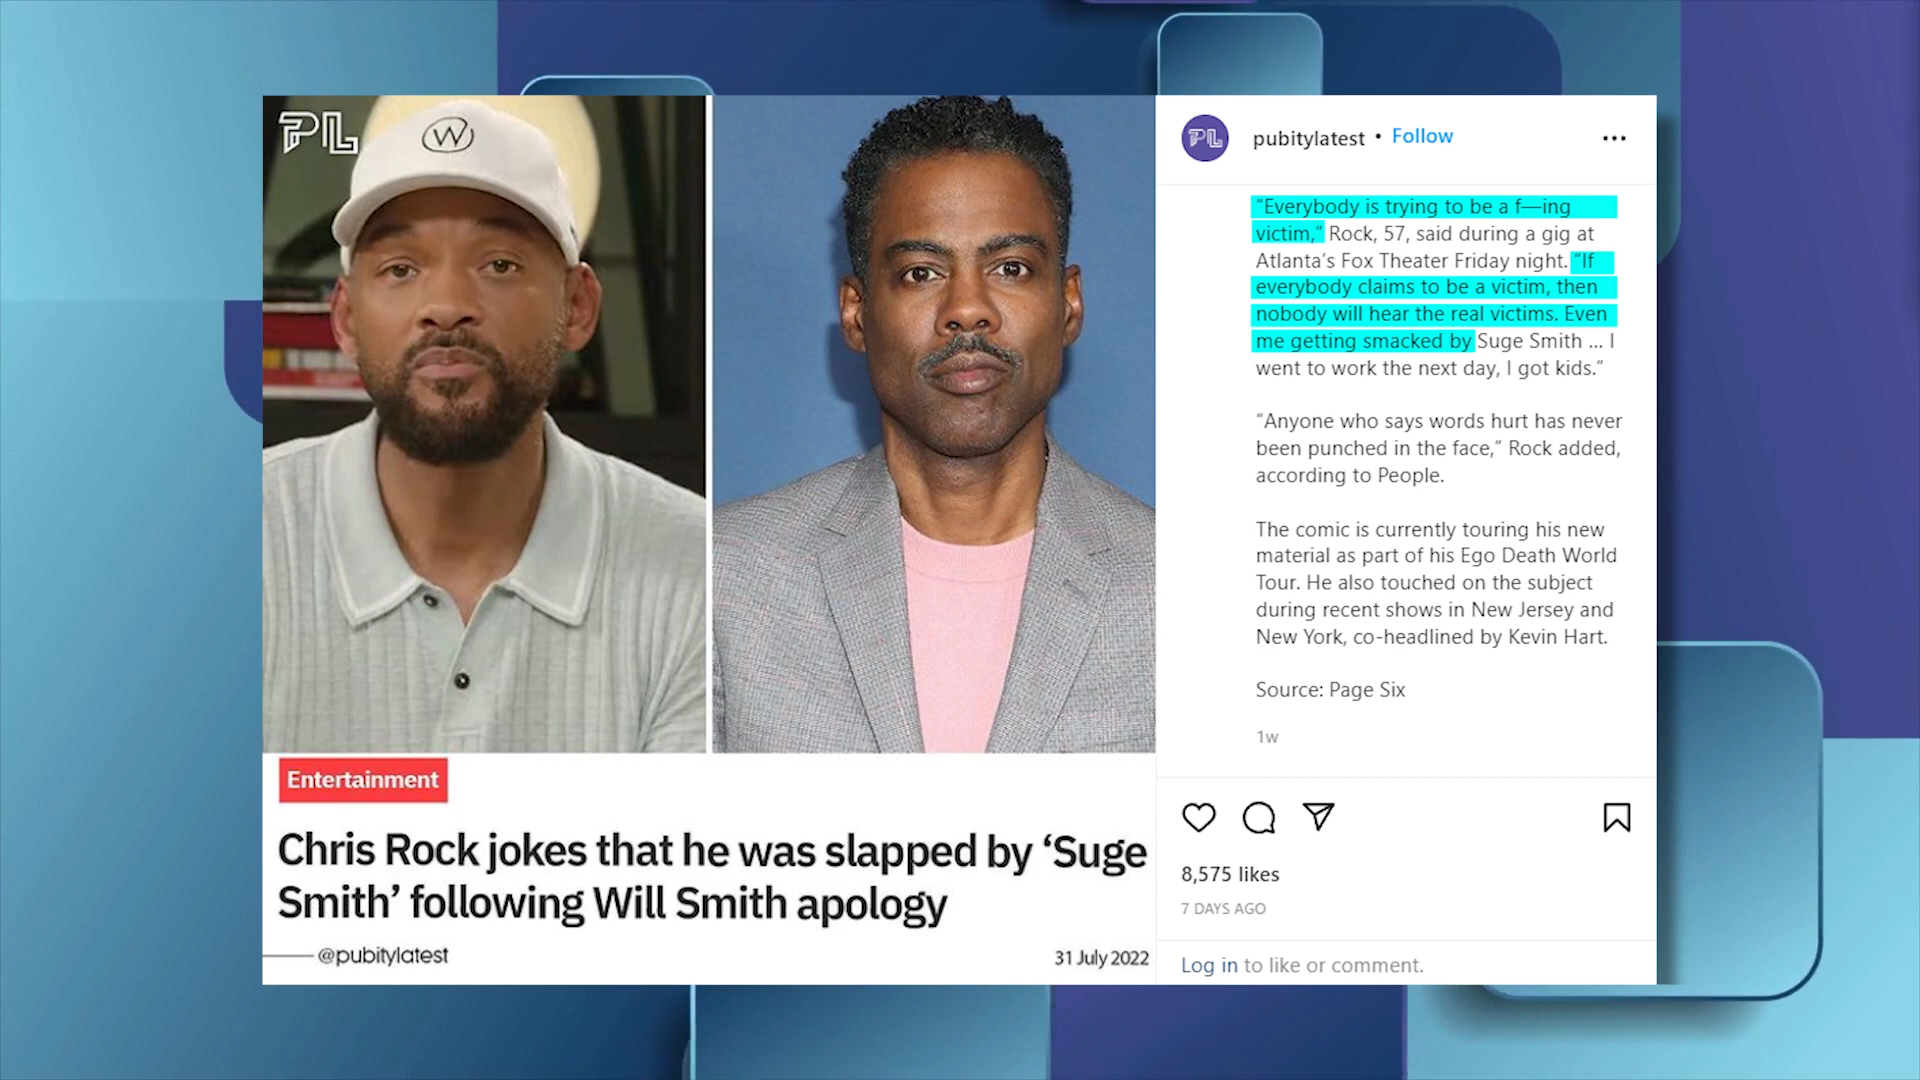 PL
W
Entertainment
Chris Rock jokes that he was slapped by ‘Suge
Smith’ following Will Smith apology
@pubitylatest
31 July 2022
PL
pubitylatest • Follow
“Everybody is trying to be a f—ing
victim,” Rock, 57, said during a gig at
Atlanta’s Fox Theater Friday night. “If
everybody claims to be a victim, then
nobody will hear the real victims. Even
me getting smacked by Suge Smith ... I
went to work the next day, I got kids.”
“Anyone who says words hurt has never
been punched in the face,” Rock added,
according to People.
The comic is currently touring his new
material as part of his Ego Death World
Tour. He also touched on the subject
during recent shows in New Jersey and
New York, co-headlined by Kevin Hart.
Source: Page Six
1w
8,575 likes
7 DAYS AGO
Log in to like or comment.